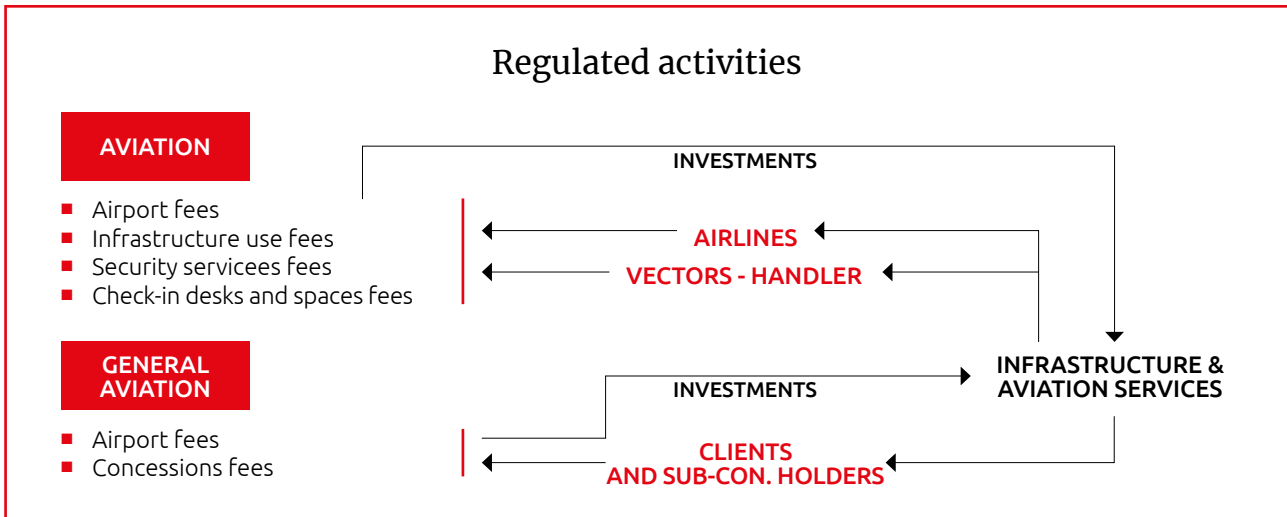 Regulated activities
AVIATION
Airport fees
Infrastructure use fees
Security servicees fees
Check-in desks and spaces fees
INVESTMENTS
AIRLINES
VECTORS - HANDLER
GENERAL
AVIATION
Airport fees
Concessions fees
INVESTMENTS
CLIENTS
AND SUB-CON. HOLDERS
INFRASTRUCTURE &
AVIATION SERVICES